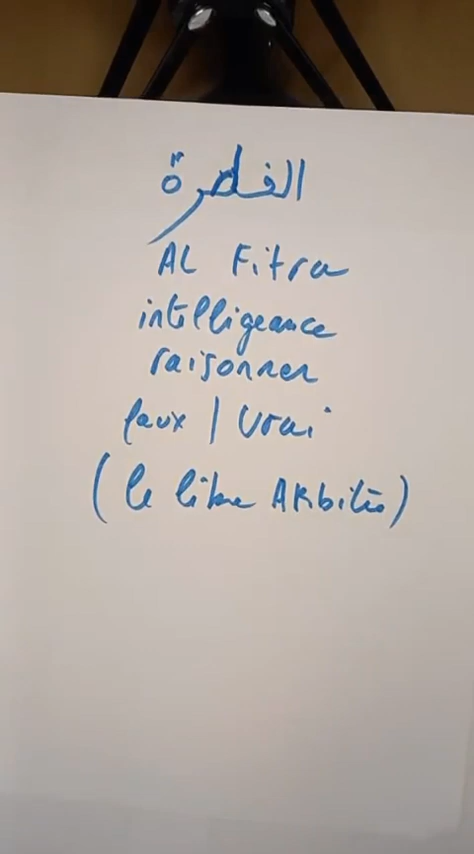 الفطرة
AL Fitra
intelligeance
raisonner
faux / vrai
(le libre Arbitre)